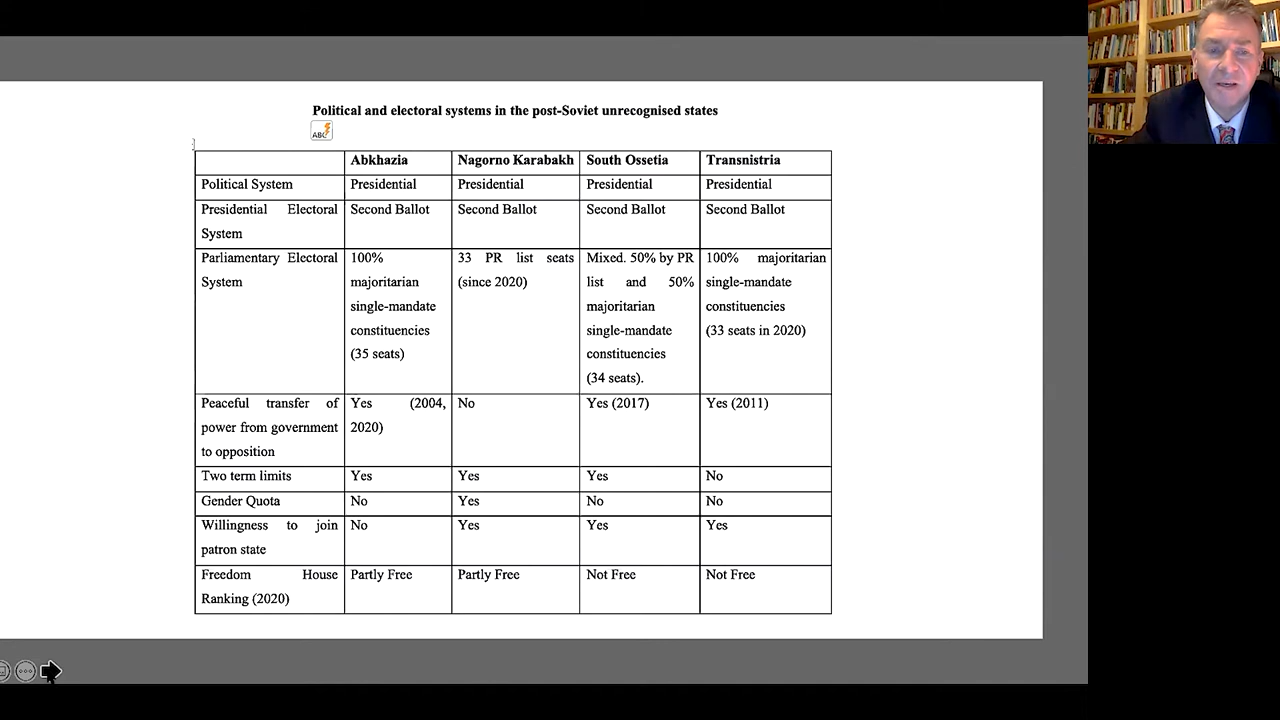 Political and electoral systems in the post-Soviet unrecognised states
ABC
Abkhazia Nagorno Karabakh South Ossetia Transnistria
Political System Presidential Presidential Presidential Presidential
Presidential Electoral Second Ballot Second Ballot Second Ballot Second Ballot
System
Parliamentary Electoral 100% 33 PR list seats Mixed. 50% by PR 100% majoritarian
System majoritarian (since 2020) list and 50% single-mandate
single-mandate majoritarian constituencies
constituencies single-mandate (33 seats in 2020)
(35 seats) constituencies
(34 seats).
Peaceful transfer of Yes (2004, No Yes (2017) Yes (2011)
power from government 2020)
to opposition
Two term limits Yes Yes Yes No
Gender Quota No Yes No No
Willingness to join No Yes Yes Yes
patron state
Freedom House Partly Free Partly Free Not Free Not Free
Ranking (2020)